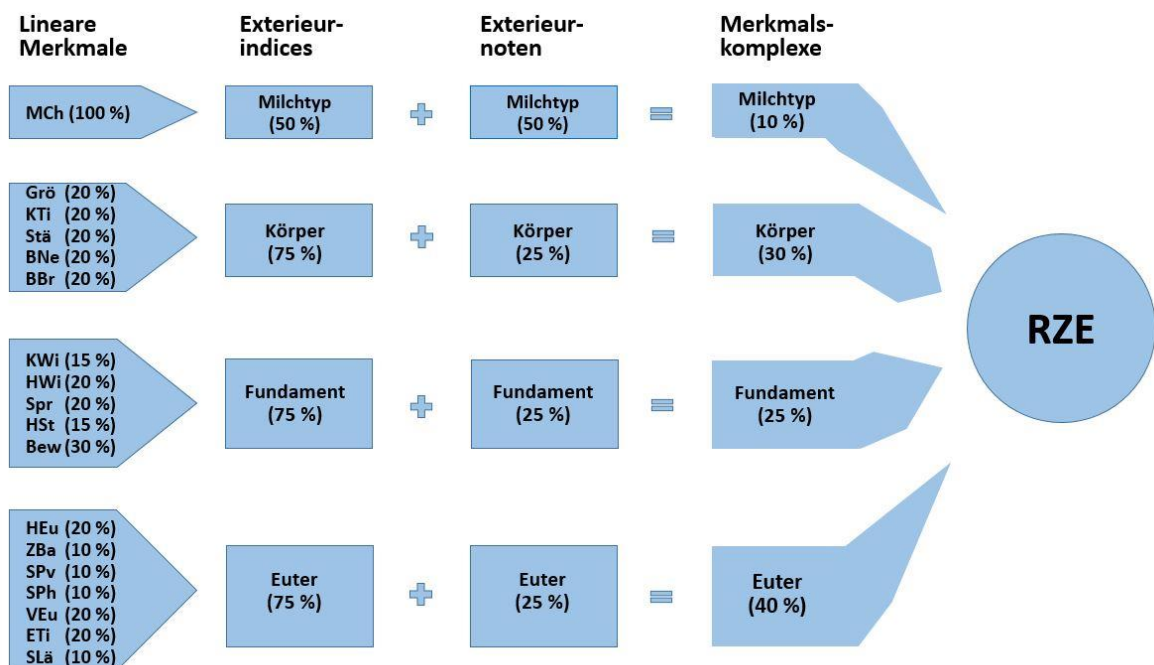 Lineare
Merkmale
Exterieur-
indices
Exterieur-
noten
Merkmals-
komplexe
MCh (100 %)
Milchtyp
(50 %)
Milchtyp
(50 %)
Milchtyp
(10 %)
Grö (20 %)
KTi (20 %)
Stä (20 %)
BNe (20 %)
BBr (20 %)
Körper
(75 %)
Körper
(25 %)
Körper
(30 %)
KWi (15 %)
HWi (20 %)
Spr (20 %)
HSt (15 %)
Bew (30 %)
Fundament
(75 %)
Fundament
(25 %)
Fundament
(25 %)
HEu (20 %)
ZBa (10 %)
SPv (10 %)
SPh (10 %)
VEu (20 %)
ETi (20 %)
SLä (10 %)
Euter
(75 %)
Euter
(25 %)
Euter
(40 %)
RZE